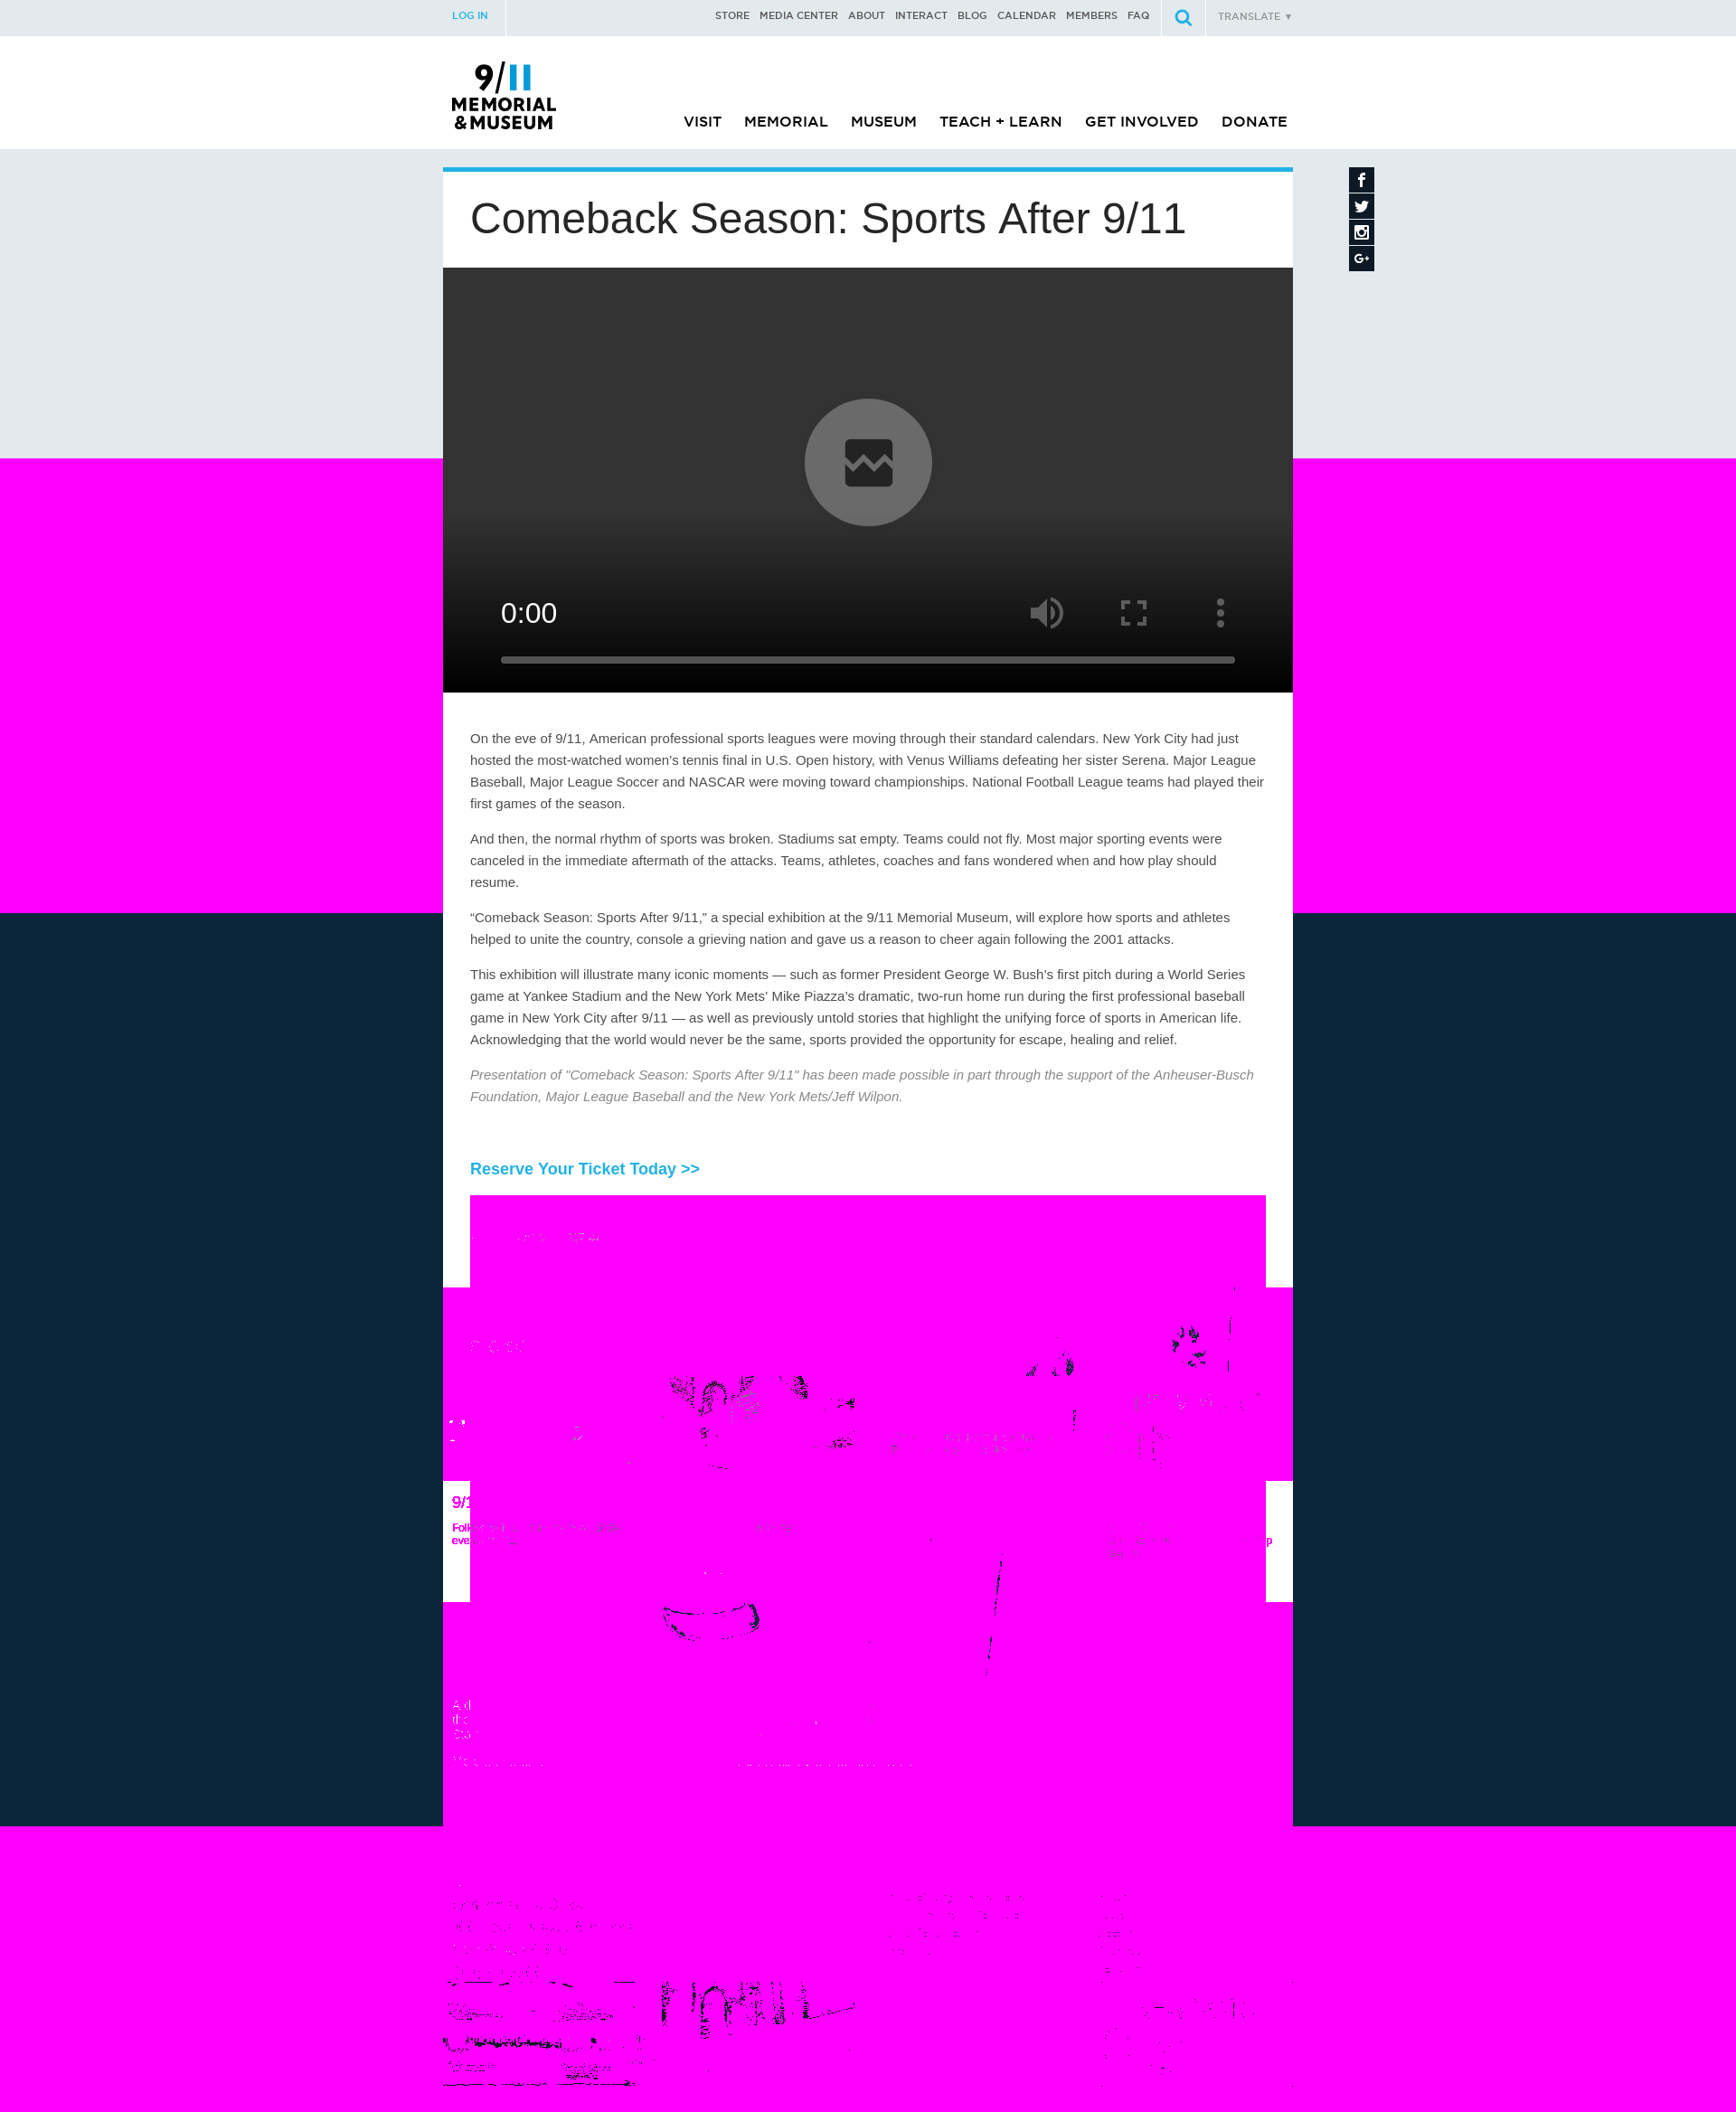 LOG IN
STORE MEDIA CENTER ABOUT INTERACT BLOG CALENDAR MEMBERS FAQ
TRANSLATE ▼
9/11
MEMORIAL
& MUSEUM
VISIT MEMORIAL MUSEUM TEACH + LEARN GET INVOLVED DONATE
Comeback Season: Sports After 9/11
0:00
On the eve of 9/11, American professional sports leagues were moving through their standard calendars. New York City had just
hosted the most-watched women’s tennis final in U.S. Open history, with Venus Williams defeating her sister Serena. Major League
Baseball, Major League Soccer and NASCAR were moving toward championships. National Football League teams had played their
first games of the season.
And then, the normal rhythm of sports was broken. Stadiums sat empty. Teams could not fly. Most major sporting events were
canceled in the immediate aftermath of the attacks. Teams, athletes, coaches and fans wondered when and how play should
resume.
“Comeback Season: Sports After 9/11,” a special exhibition at the 9/11 Memorial Museum, will explore how sports and athletes
helped to unite the country, console a grieving nation and gave us a reason to cheer again following the 2001 attacks.
This exhibition will illustrate many iconic moments — such as former President George W. Bush’s first pitch during a World Series
game at Yankee Stadium and the New York Mets’ Mike Piazza’s dramatic, two-run home run during the first professional baseball
game in New York City after 9/11 — as well as previously untold stories that highlight the unifying force of sports in American life.
Acknowledging that the world would never be the same, sports provided the opportunity for escape, healing and relief.
Presentation of "Comeback Season: Sports After 9/11" has been made possible in part through the support of the Anheuser-Busch
Foundation, Major League Baseball and the New York Mets/Jeff Wilpon.
Reserve Your Ticket Today >>